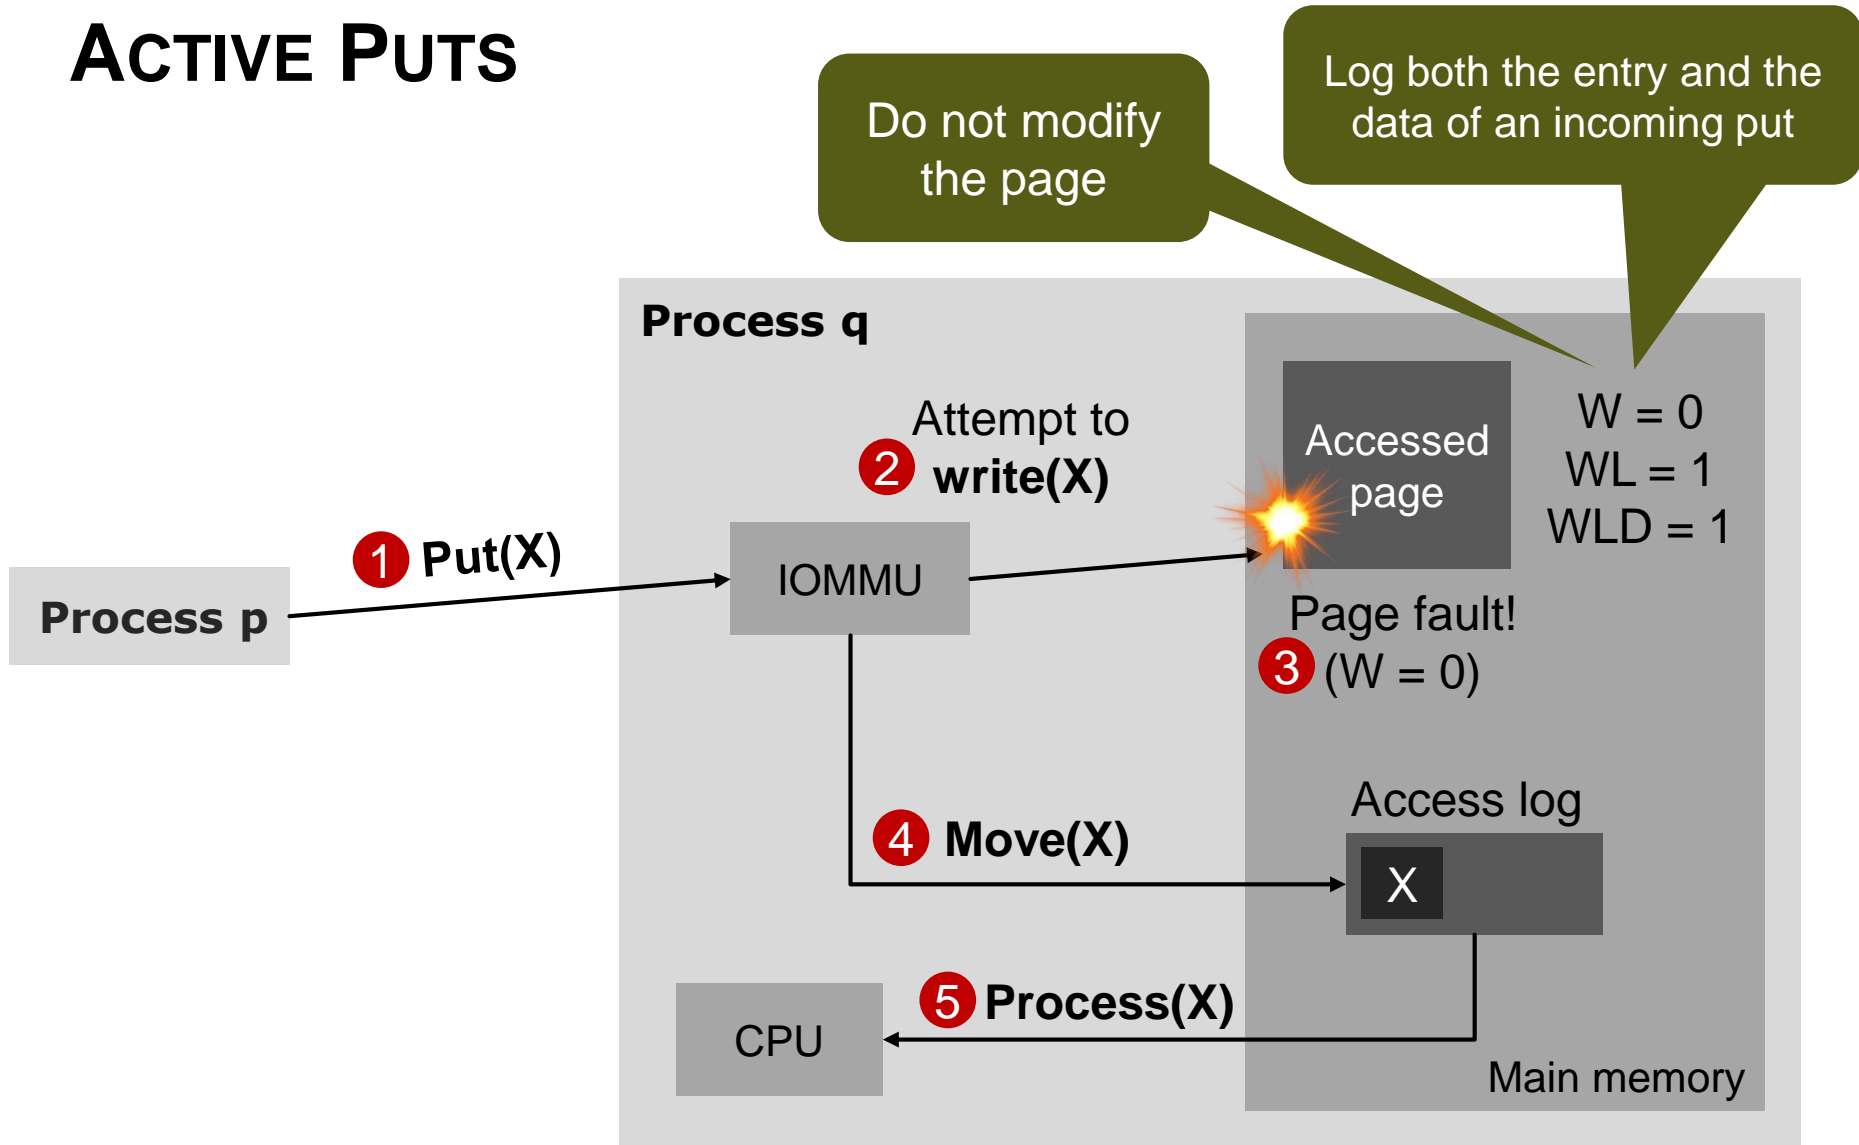 ACTIVE PUTS
Do not modify
the page
Log both the entry and the
data of an incoming put
Process q
Attempt to
2 write(X)
Accessed
page
W = 0
WL = 1
WLD = 1
1 Put(X)
IOMMU
Process p
Page fault!
3 (W = 0)
Access log
4 Move(X)
X
5 Process(X)
CPU
Main memory